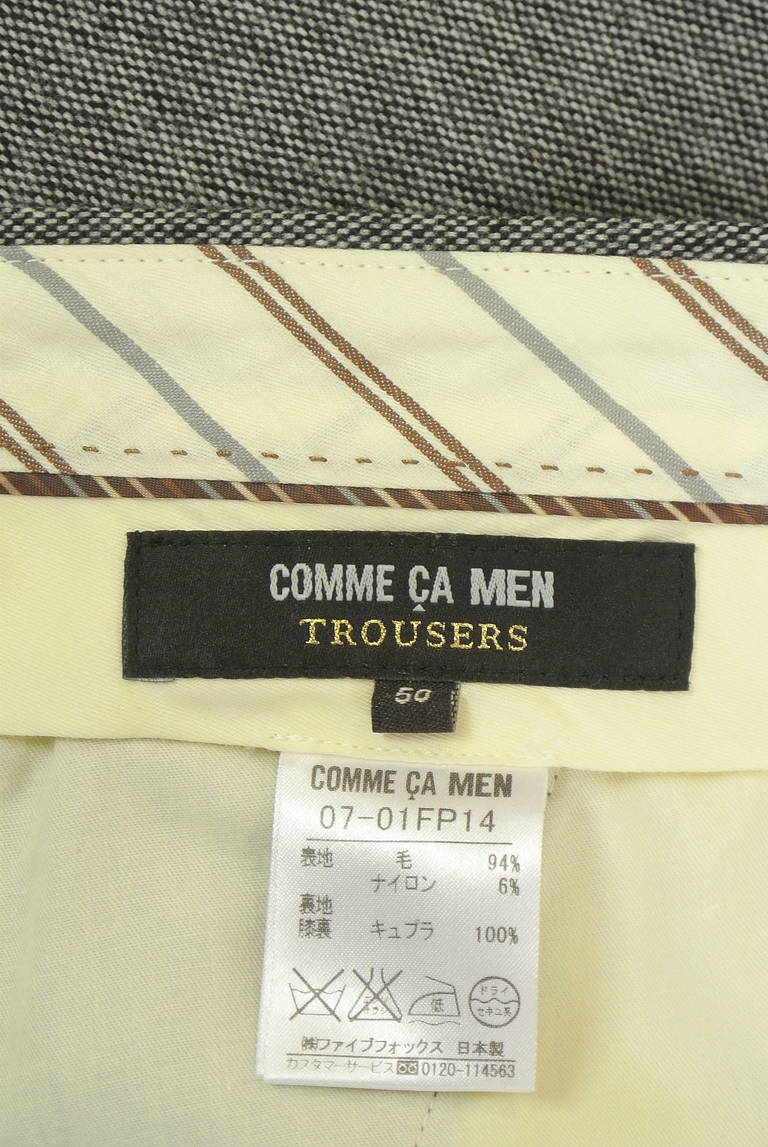 COMME ÇA MEN
TROUSERS
50
COMME ÇA MEN
07-01FP14
表地 毛 94%
ナイロン 6%
裏地
膝裏 キュプラ 100%
低
ドライ
セキユ系
㈱ファイブフォックス 日本製
カスタマーサービス 0120-114563